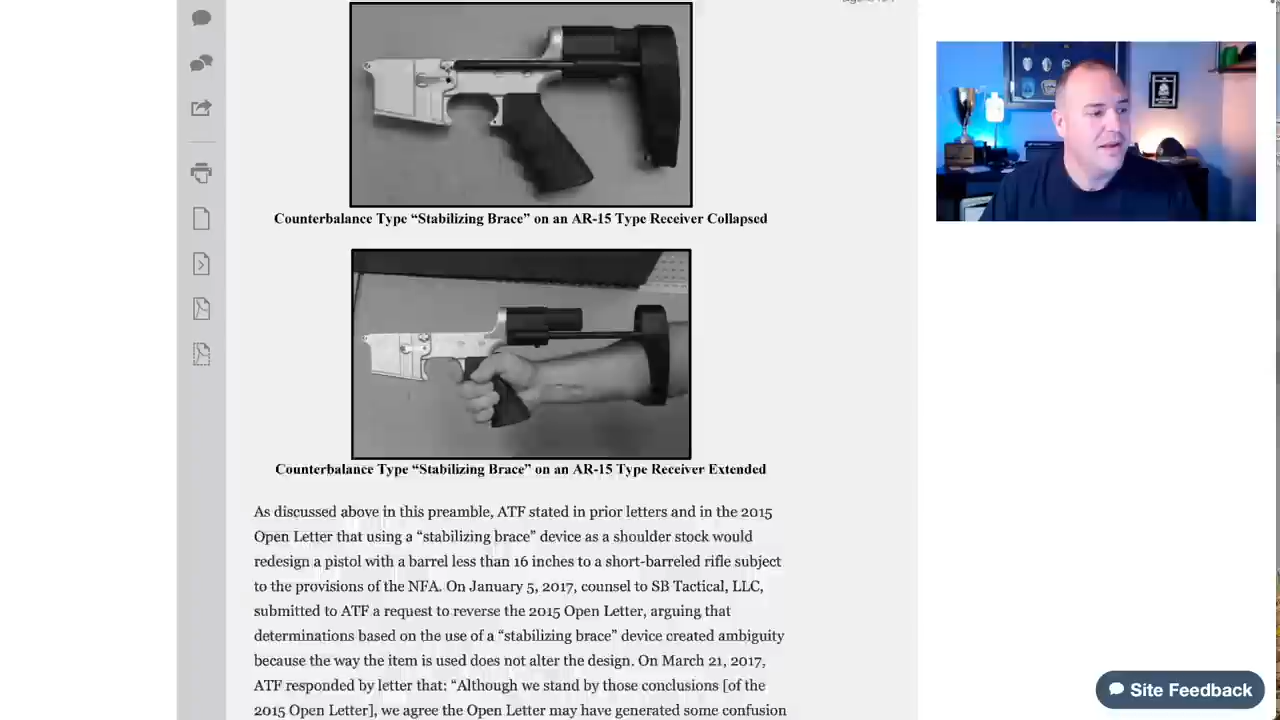 Counterbalance Type “Stabilizing Brace” on an AR-15 Type Receiver Collapsed
Counterbalance Type “Stabilizing Brace” on an AR-15 Type Receiver Extended
As discussed above in this preamble, ATF stated in prior letters and in the 2015
Open Letter that using a “stabilizing brace” device as a shoulder stock would
redesign a pistol with a barrel less than 16 inches to a short-barreled rifle subject
to the provisions of the NFA. On January 5, 2017, counsel to SB Tactical, LLC,
submitted to ATF a request to reverse the 2015 Open Letter, arguing that
determinations based on the use of a “stabilizing brace” device created ambiguity
because the way the item is used does not alter the design. On March 21, 2017,
ATF responded by letter that: “Although we stand by those conclusions [of the
2015 Open Letter], we agree the Open Letter may have generated some confusion
Site Feedback